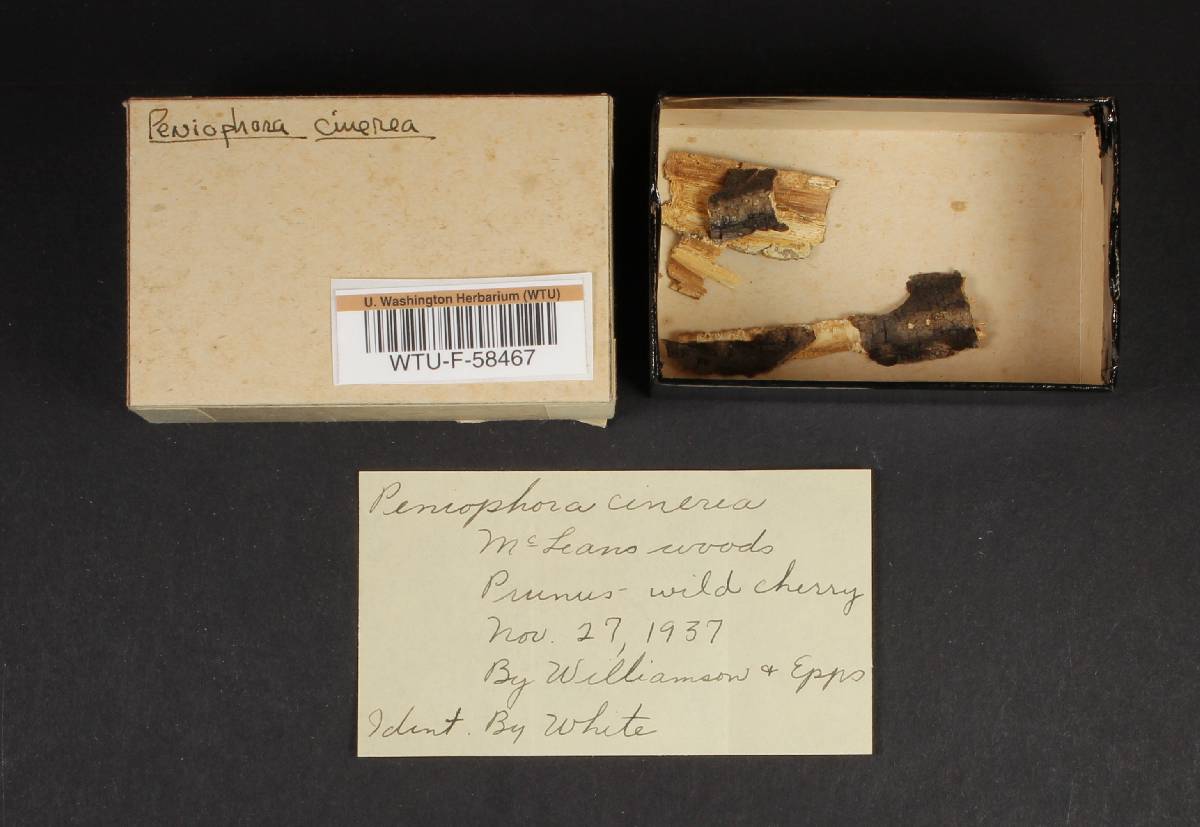 Peniophora cinerea
U. Washington Herbarium (WTU)
WTU-F-58467
Peniophora cinerea
McLeans woods
Prunus - wild cherry
Nov. 27, 1937
By Williamson & Epps
Ident. By White